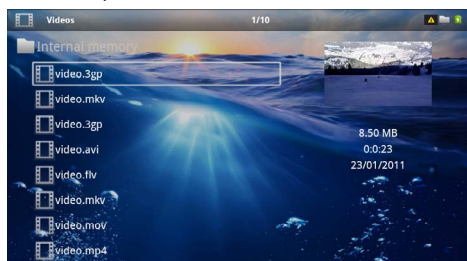 Videos
1/10
Internal memory
video.3gp
video.mkv
video.3gp
video.avi
video.flv
video.mkv
video.mov
video.mp4
8.50 MB
0:0:23
23/01/2011